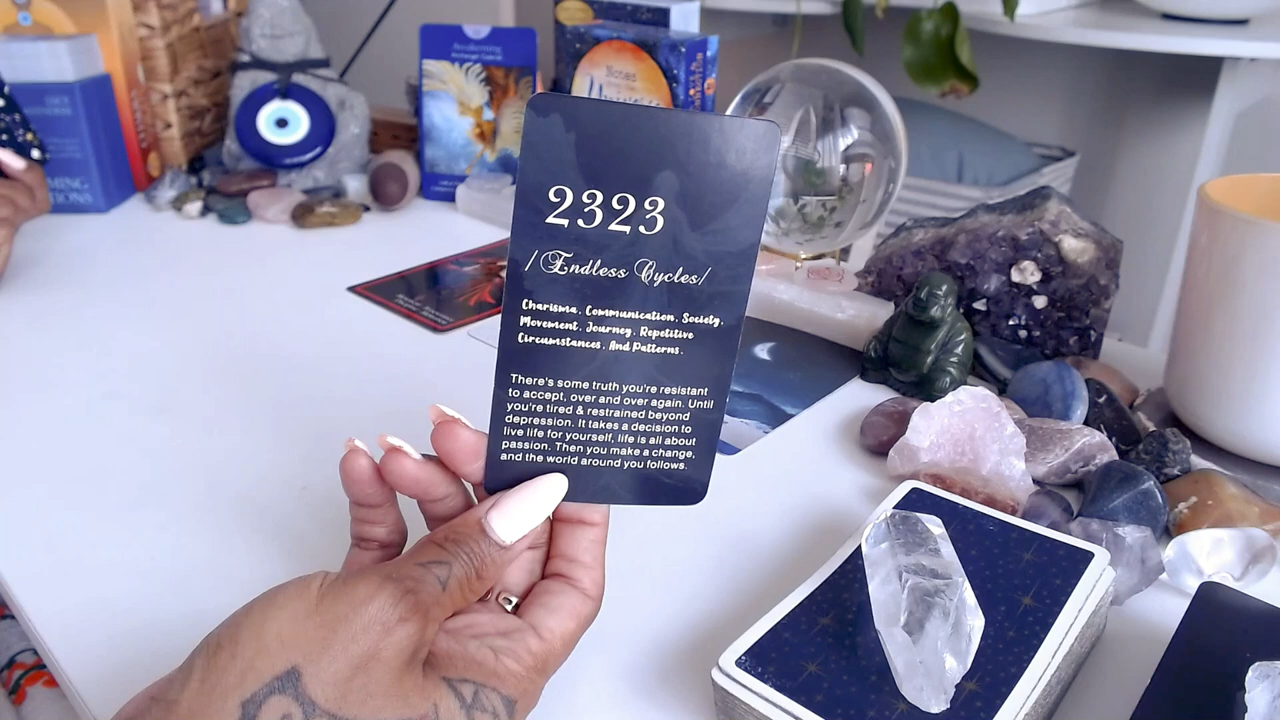 Awakening
Notes
Universe
2323
/Endless Cycles/
Charisma, Communication, Society,
Movement, Journey, Repetitive
Circumstances, And Patterns.
There's some truth you're resistant
to accept, over and over again. Until
you're tired & restrained beyond
depression. It takes a decision to
live life for yourself, life is all about
passion. Then you make a change,
and the world around you follows.